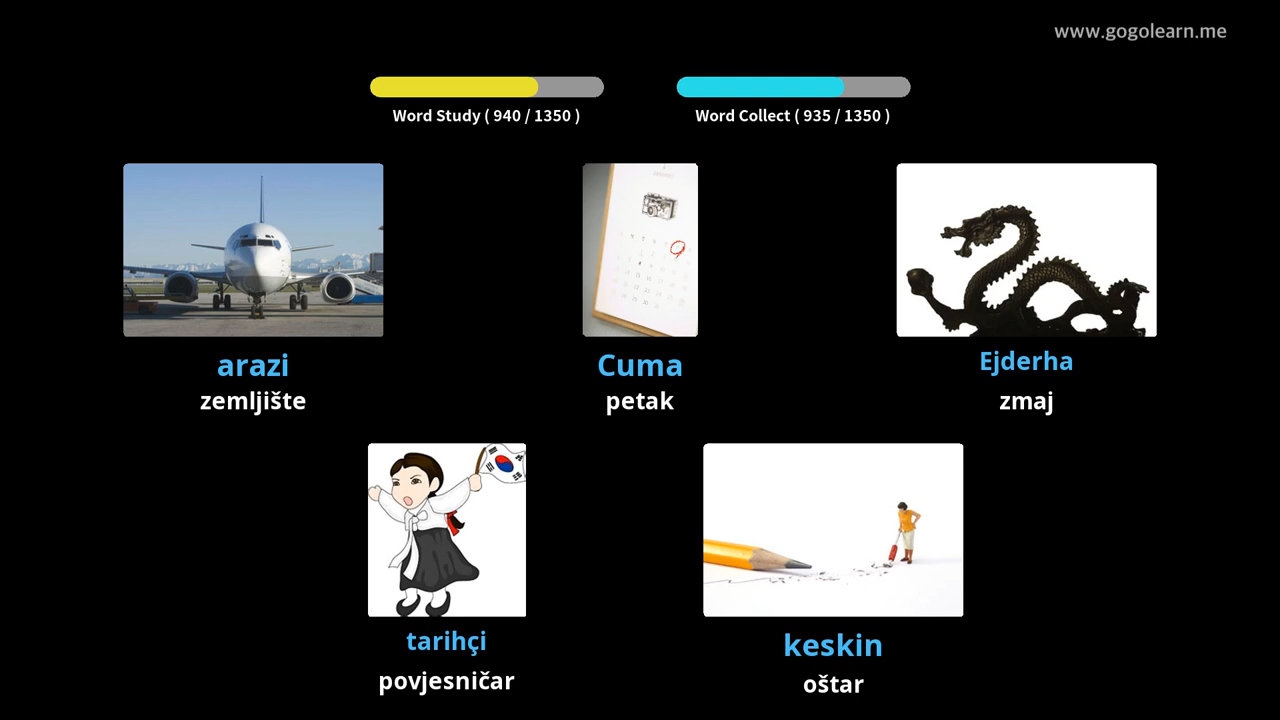 www.gogolearn.me
Word Study ( 940 / 1350 )
Word Collect ( 935 / 1350 )
arazi
zemljište
Cuma
petak
Ejderha
zmaj
tarihçi
povjesničar
keskin
oštar